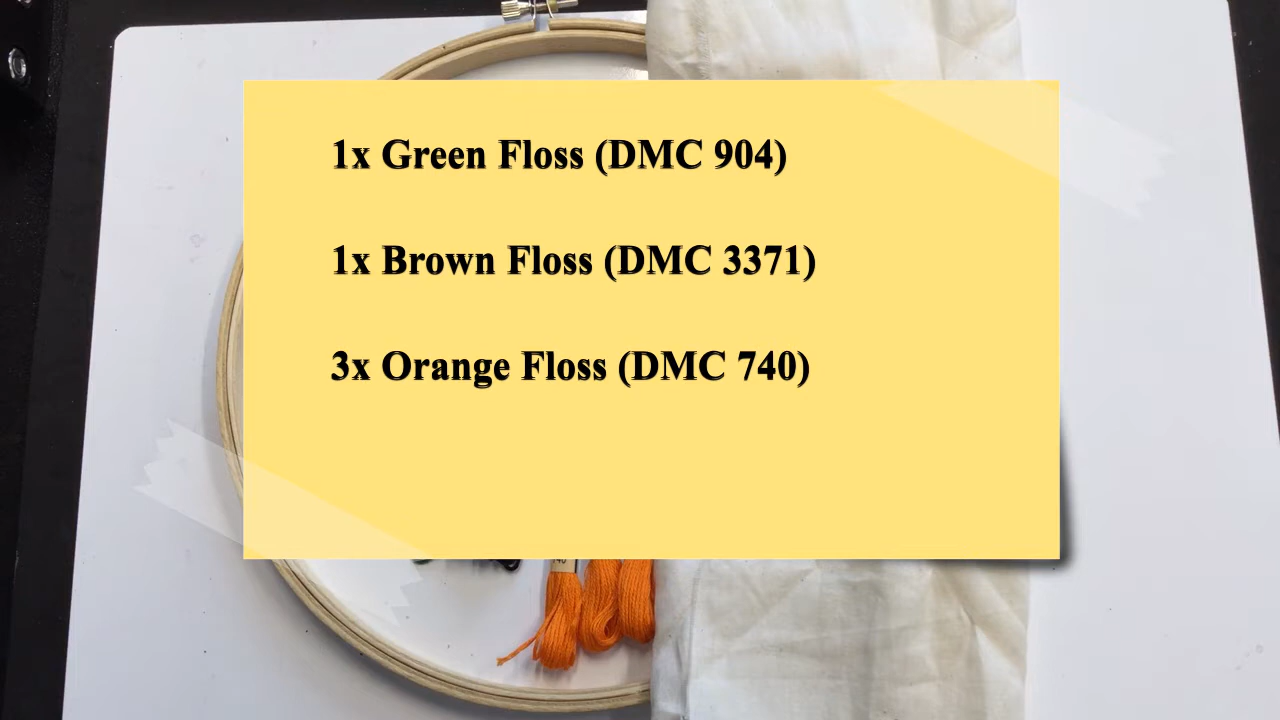 1x Green Floss (DMC 904)
1x Brown Floss (DMC 3371)
3x Orange Floss (DMC 740)